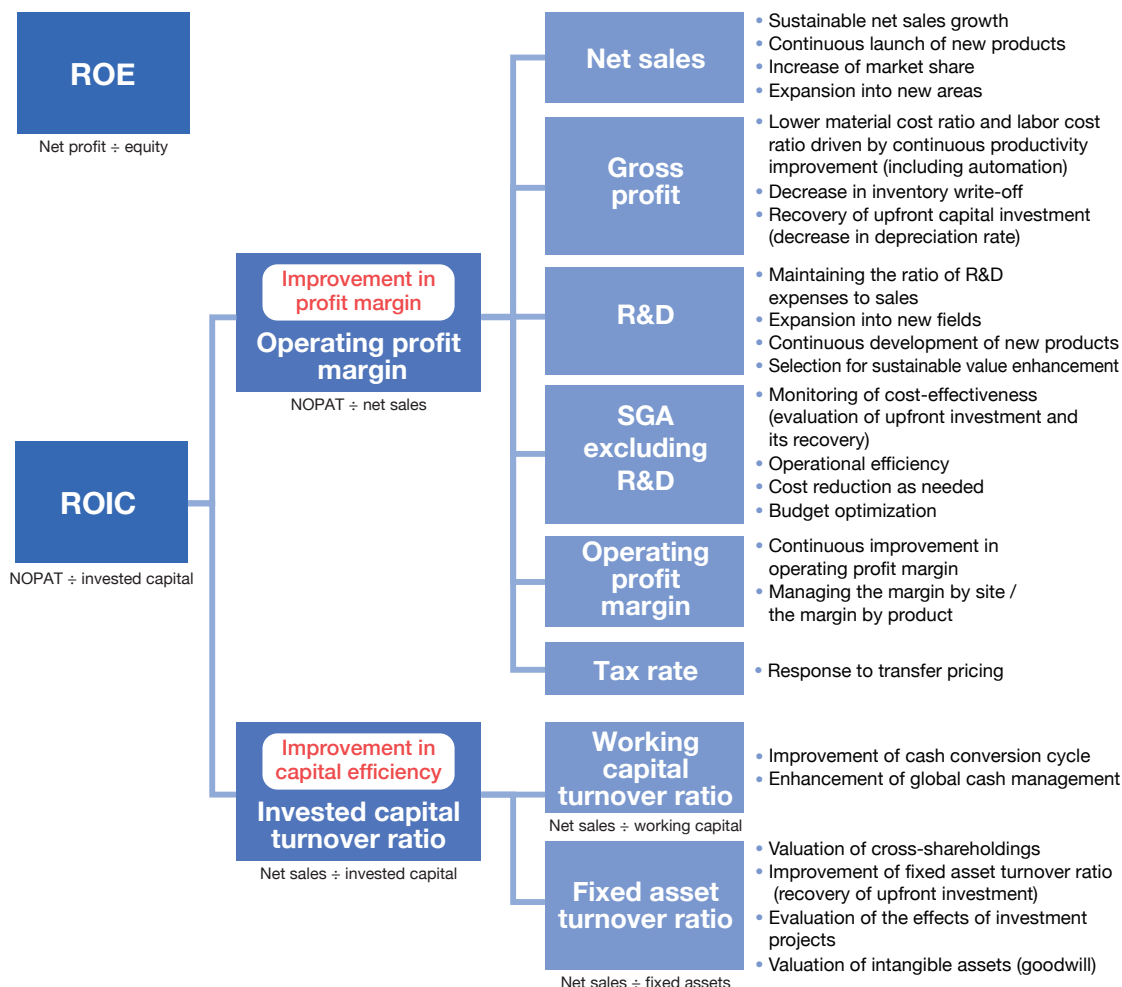 ROE
Net profit ÷ equity
ROIC
NOPAT ÷ invested capital
Improvement in
profit margin
Operating profit
margin
NOPAT ÷ net sales
Net sales
• Sustainable net sales growth
• Continuous launch of new products
• Increase of market share
• Expansion into new areas
Gross
profit
• Lower material cost ratio and labor cost
ratio driven by continuous productivity
improvement (including automation)
• Decrease in inventory write-off
• Recovery of upfront capital investment
(decrease in depreciation rate)
R&D
• Maintaining the ratio of R&D
expenses to sales
• Expansion into new fields
• Continuous development of new products
• Selection for sustainable value enhancement
SGA
excluding
R&D
• Monitoring of cost-effectiveness
(evaluation of upfront investment and
its recovery)
• Operational efficiency
• Cost reduction as needed
• Budget optimization
Operating
profit
margin
• Continuous improvement in
operating profit margin
• Managing the margin by site /
the margin by product
Tax rate
• Response to transfer pricing
Improvement in
capital efficiency
Invested capital
turnover ratio
Net sales ÷ invested capital
Working
capital
turnover ratio
Net sales ÷ working capital
• Improvement of cash conversion cycle
• Enhancement of global cash management
Fixed asset
turnover ratio
Net sales ÷ fixed assets
• Valuation of cross-shareholdings
• Improvement of fixed asset turnover ratio
(recovery of upfront investment)
• Evaluation of the effects of investment
projects
• Valuation of intangible assets (goodwill)